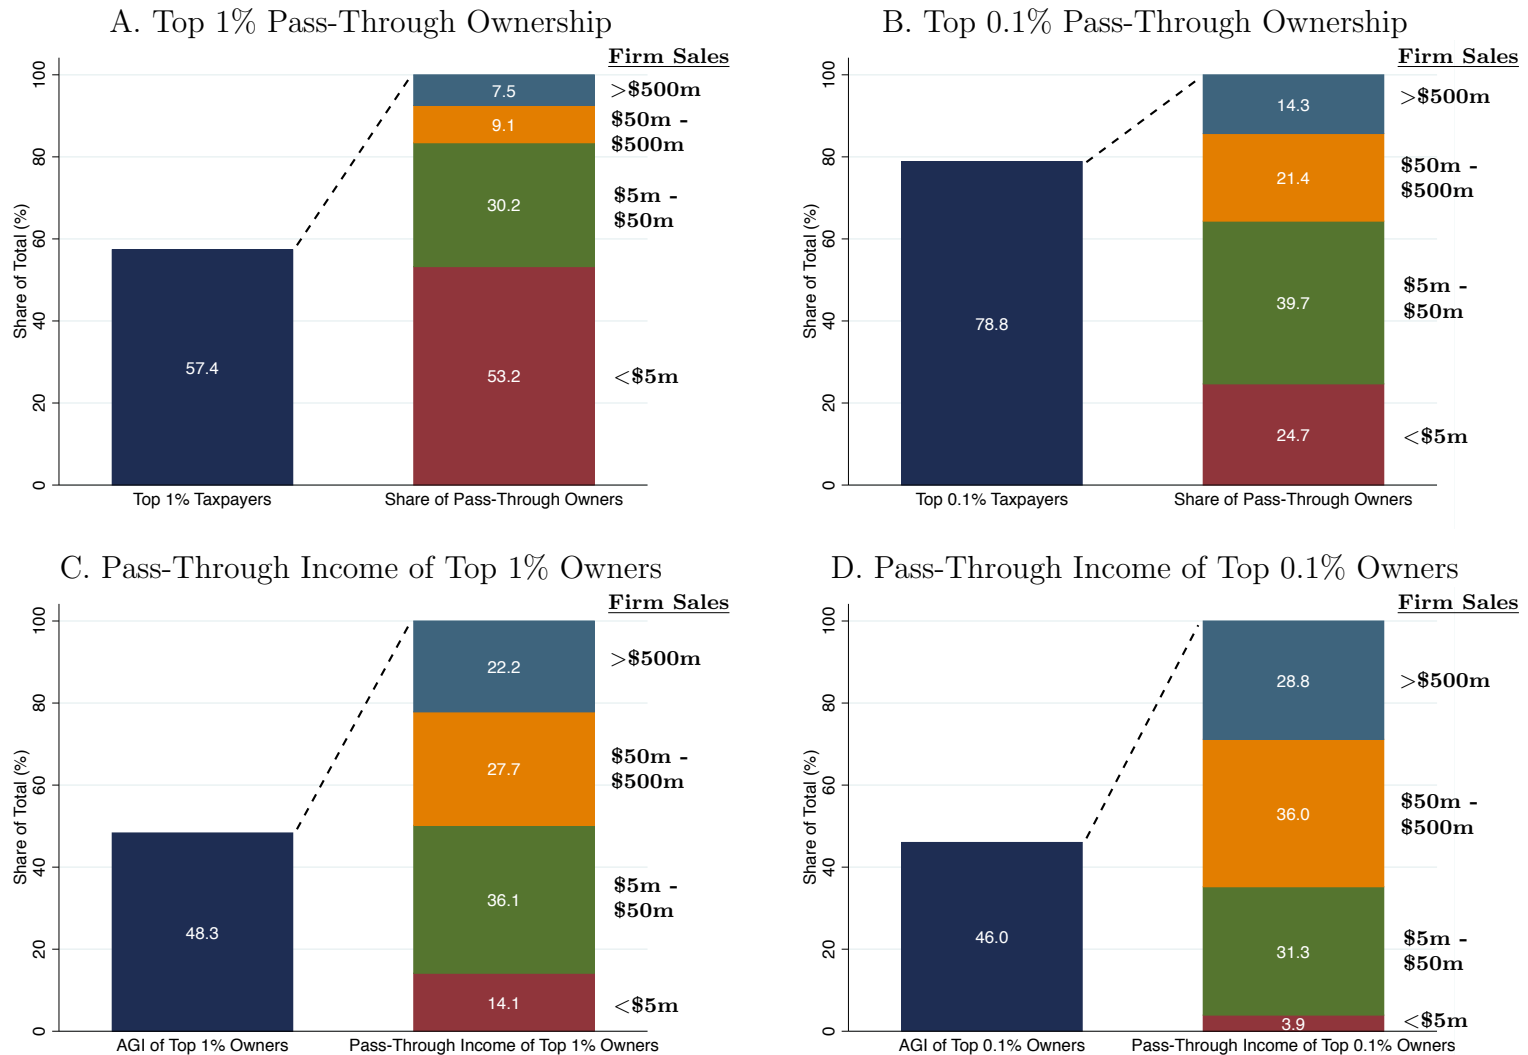 A. Top 1% Pass-Through Ownership
Firm Sales
Share of Total (%)
100
80
60
40
20
0
57.4
7.5
9.1
30.2
53.2
>$500m
$50m -
$500m
$5m -
$50m
<$5m
Top 1% Taxpayers
Share of Pass-Through Owners
B. Top 0.1% Pass-Through Ownership
Firm Sales
Share of Total (%)
100
80
60
40
20
0
78.8
14.3
21.4
39.7
24.7
>$500m
$50m -
$500m
$5m -
$50m
<$5m
Top 0.1% Taxpayers
Share of Pass-Through Owners
C. Pass-Through Income of Top 1% Owners
Firm Sales
Share of Total (%)
100
80
60
40
20
0
48.3
22.2
27.7
36.1
14.1
>$500m
$50m -
$500m
$5m -
$50m
<$5m
AGI of Top 1% Owners
Pass-Through Income of Top 1% Owners
D. Pass-Through Income of Top 0.1% Owners
Firm Sales
Share of Total (%)
100
80
60
40
20
0
46.0
28.8
36.0
31.3
3.9
>$500m
$50m -
$500m
$5m -
$50m
<$5m
AGI of Top 0.1% Owners
Pass-Through Income of Top 0.1% Owners